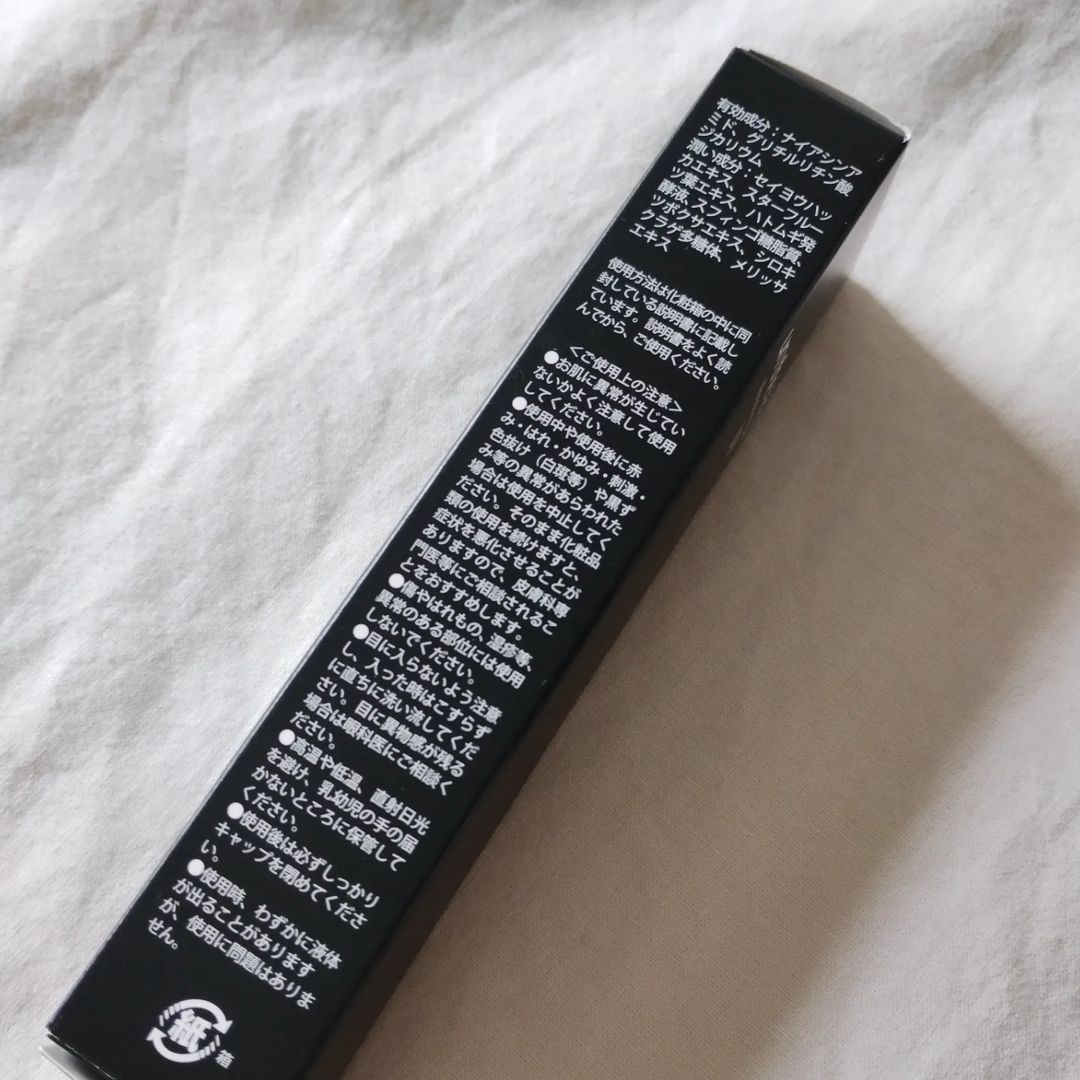 有効成分：ナイアシンア
ミド、グリチルリチン酸
ジカリウム
潤い成分：セイヨウハッ
カエキス、スターフルー
ツ葉エキス、ハトムギ発
酵液、スフィンゴ糖脂質、
ツボクサエキス、シロキ
クラゲ多糖体、メリッサ
エキス
使用方法は化粧箱の中に同
封している説明書に記載し
ています。説明書をよく読
んでから、ご使用ください。
＜ご使用上の注意＞
●お肌に異常が生じてい
ないかよく注意して使用
してください。
●使用中や使用後に赤
み・はれ・かゆみ・刺激・
色抜け（白斑等）や黒ず
み等の異常があらわれた
場合は使用を中止してく
ださい。そのまま化粧品
類の使用を続けますと、
症状を悪化させることが
ありますので、皮膚科専
門医等にご相談されるこ
とをおすすめします。
●傷やはれもの、湿疹等、
異常のある部位には使用
しないでください。
●目に入らないよう注意
し、入った時はこすらず
に直ちに洗い流してくだ
さい。目に異物感が残る
場合は眼科医にご相談く
ださい。
●高温や低温、直射日光
を避け、乳幼児の手の届
かないところに保管して
ください。
●使用後は必ずしっかり
キャップを閉めてくださ
い。
●使用時、わずかに液体
が出ることがあります
が、使用に問題はありま
せん。
紙
箱